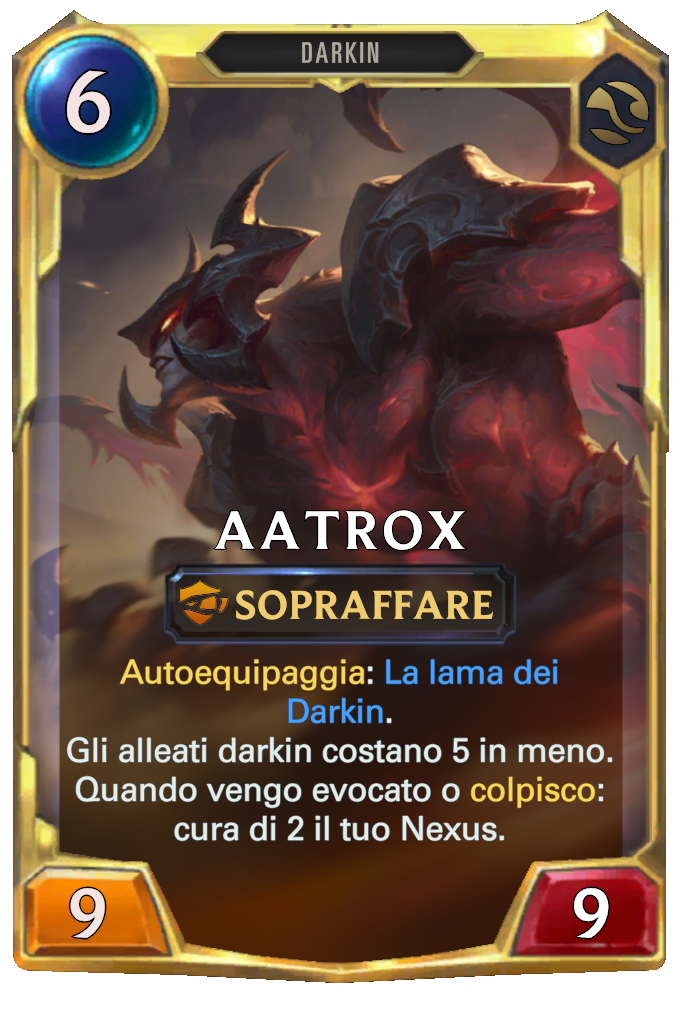 DARKIN
6
AATROX
SOPRAFFARE
Autoequipaggia: La lama dei
Darkin.
Gli alleati darkin costano 5 in meno.
Quando vengo evocato o colpisco:
cura di 2 il tuo Nexus.
9
9